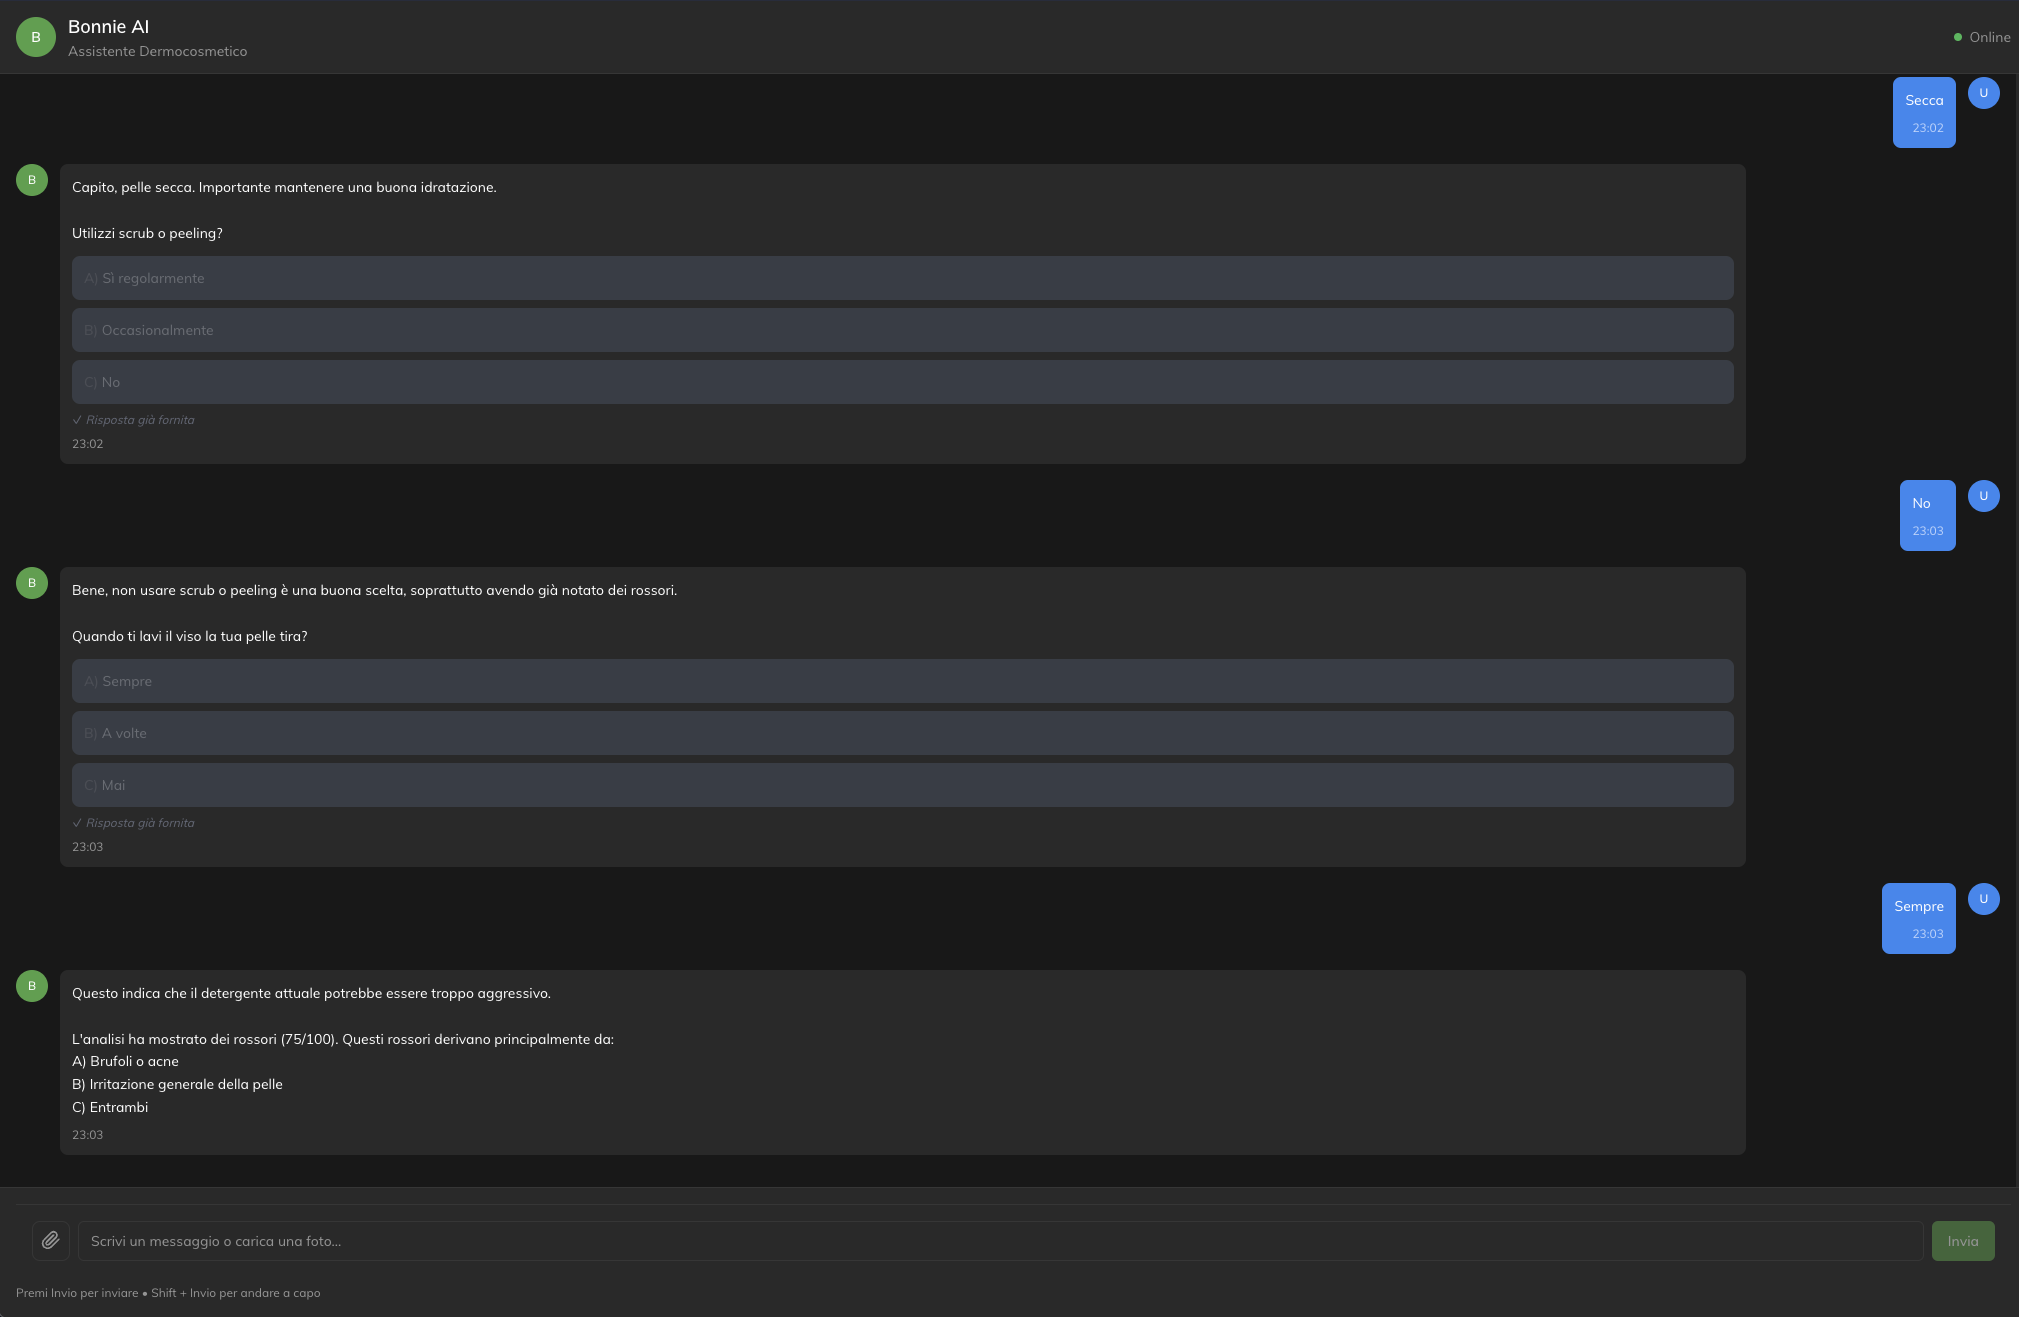 B
Bonnie AI
Assistente Dermocosmetico
Online
Secca
23:02
U
B
Capito, pelle secca. Importante mantenere una buona idratazione.
Utilizzi scrub o peeling?
A) Sì regolarmente
B) Occasionalmente
C) No
✓ Risposta già fornita
23:02
No
23:03
U
B
Bene, non usare scrub o peeling è una buona scelta, soprattutto avendo già notato dei rossori.
Quando ti lavi il viso la tua pelle tira?
A) Sempre
B) A volte
C) Mai
✓ Risposta già fornita
23:03
Sempre
23:03
U
B
Questo indica che il detergente attuale potrebbe essere troppo aggressivo.
L'analisi ha mostrato dei rossori (75/100). Questi rossori derivano principalmente da:
A) Brufoli o acne
B) Irritazione generale della pelle
C) Entrambi
23:03
Scrivi un messaggio o carica una foto...
Invia
Premi Invio per inviare • Shift + Invio per andare a capo